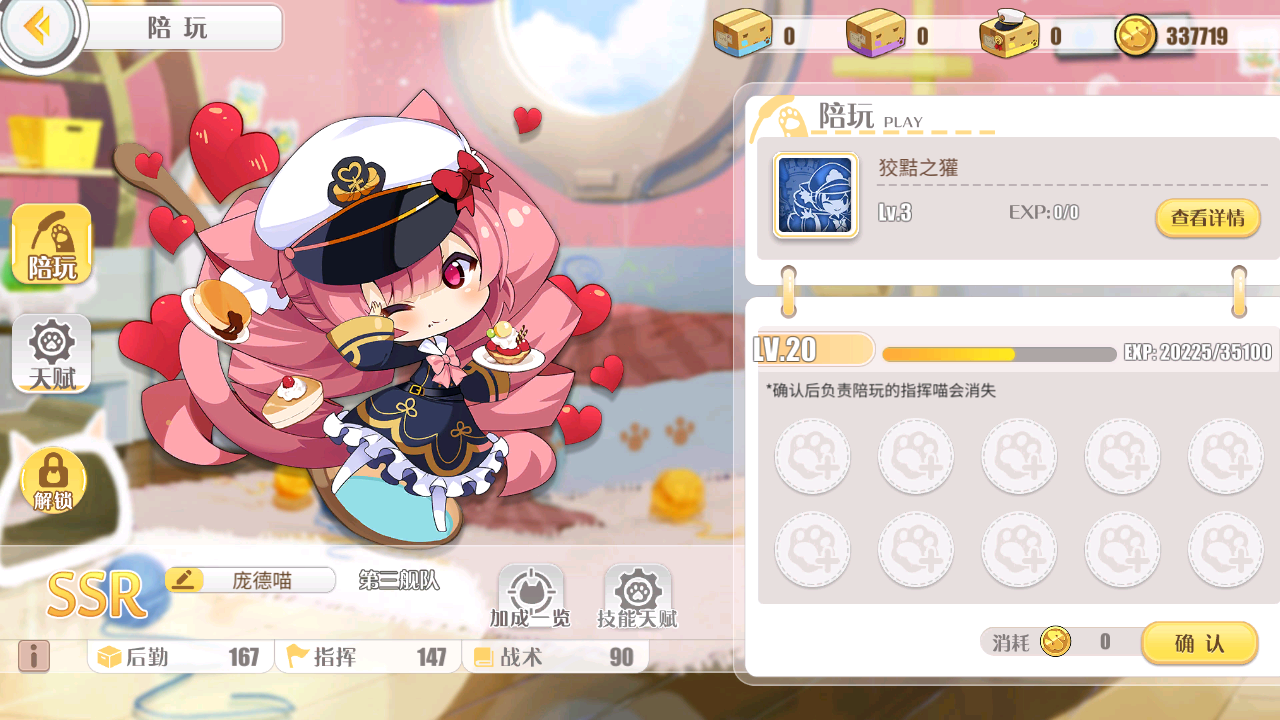 陪玩
0
0
0
337719
陪玩 PLAY
狡黠之獾
Lv.3
EXP:0/0
查看详情
陪玩
天赋
解锁
LV.20
EXP:20225/35100
*确认后负责陪玩的指挥喵会消失
SSR
庞德喵
第三舰队
加成一览
技能天赋
后勤 167
指挥 147
战术 90
消耗 0
确认